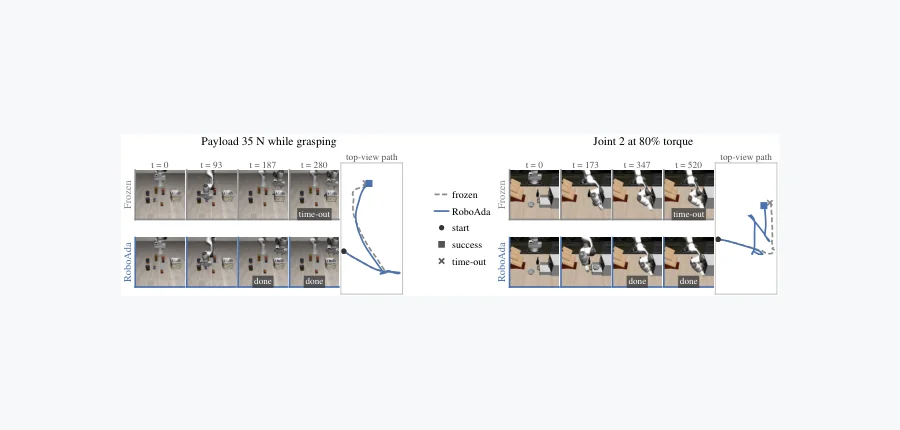 Payload 35 N while grasping
t = 0
t = 93
t = 187
t = 280
top-view path
Frozen
time-out
RoboAda
done
done
frozen
RoboAda
start
success
time-out
Joint 2 at 80% torque
t = 0
t = 173
t = 347
t = 520
top-view path
Frozen
time-out
RoboAda
done
done